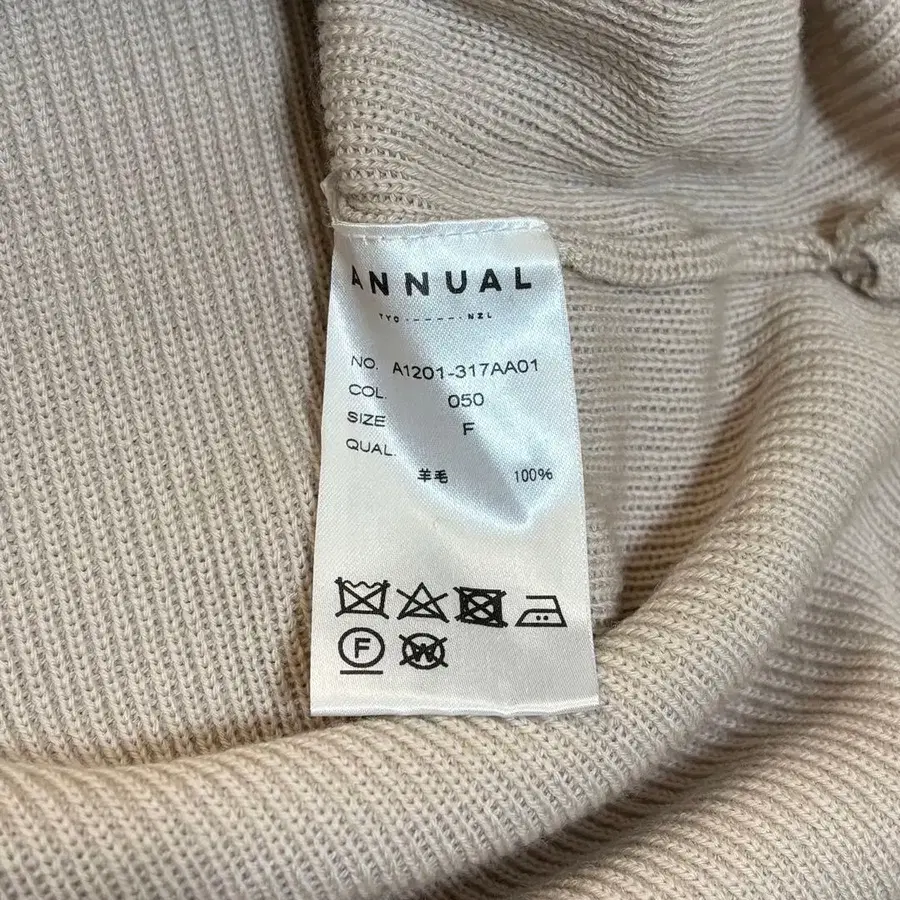 ANNUAL
TYO ·-----· NZL
NO. A1201-317AA01
COL. 050
SIZE F
QUAL.
羊毛 100%
F W